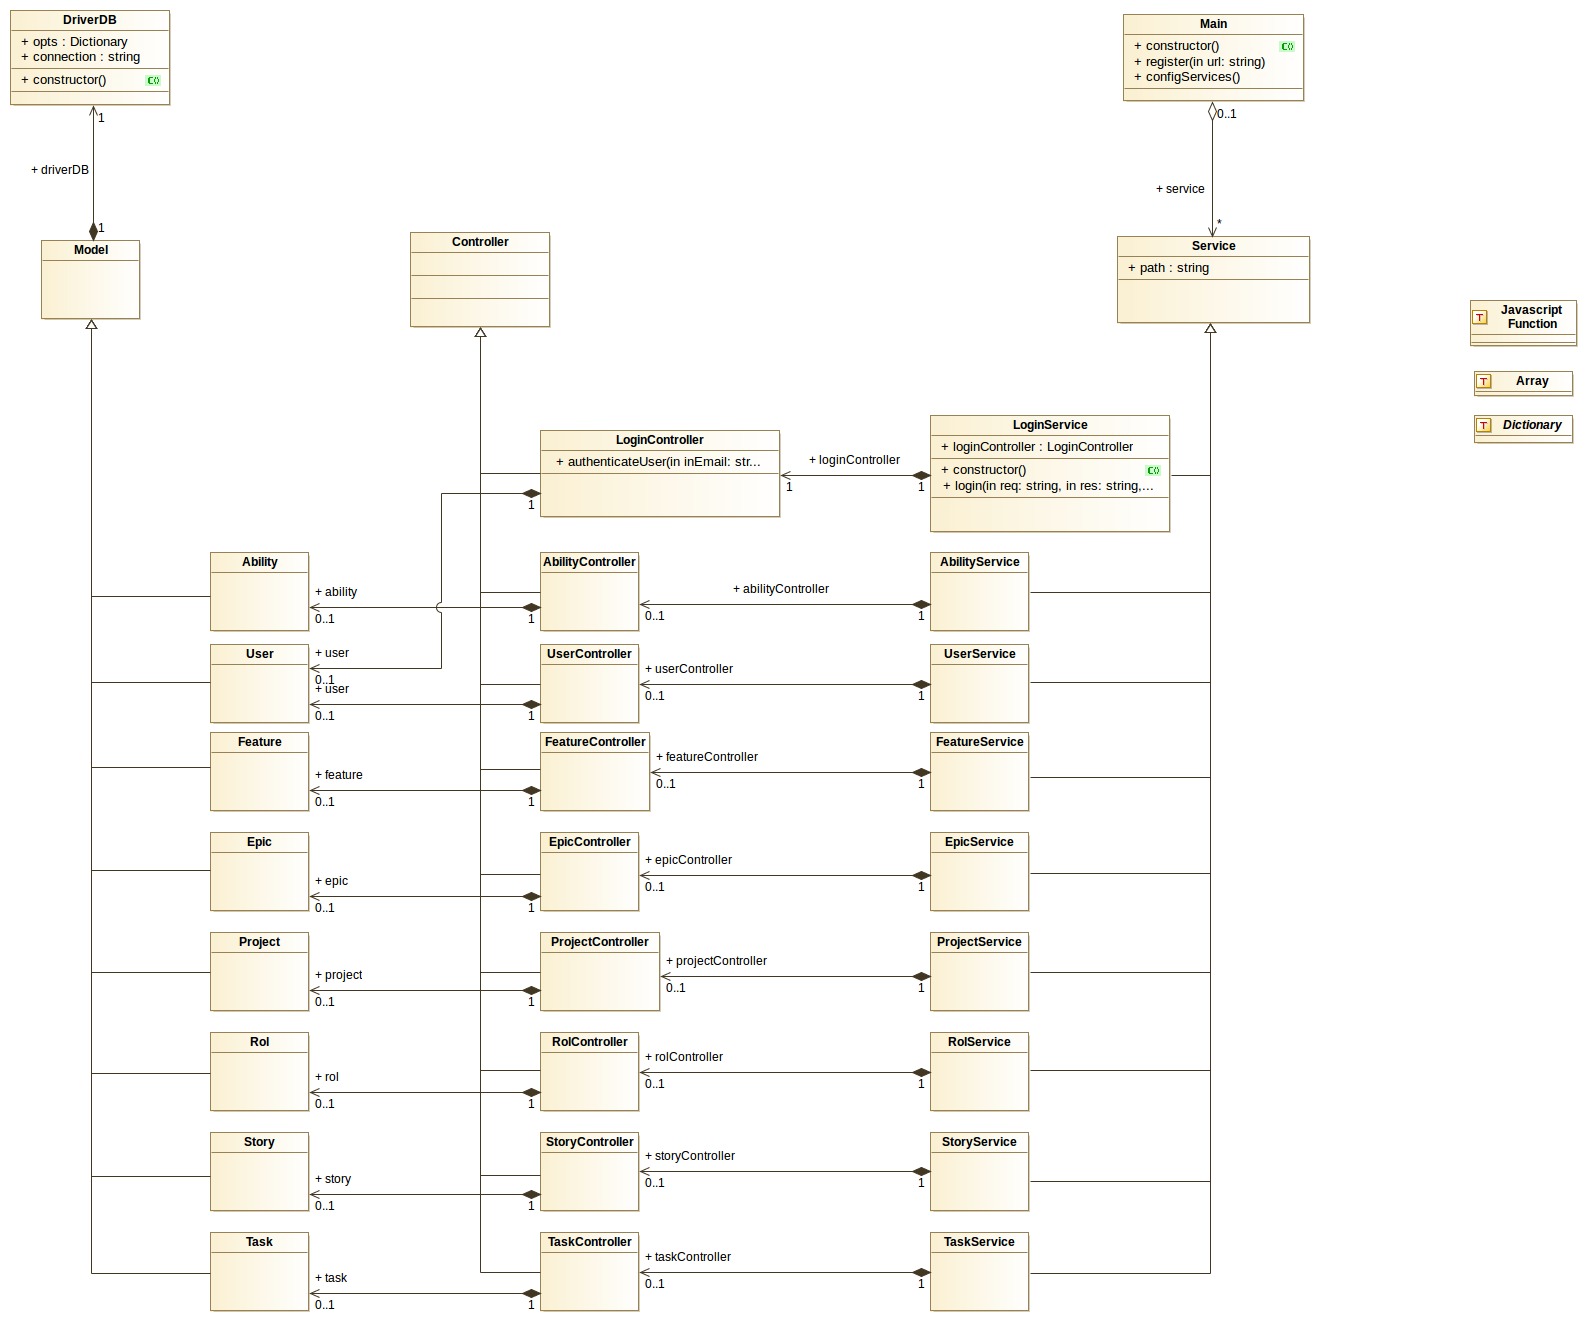 DriverDB
+ opts : Dictionary
+ connection : string
+ constructor()
1
+ driverDB
1
Model
Controller
Main
+ constructor()
+ register(in url: string)
+ configServices()
0..1
+ service
*
Service
+ path : string
T
Javascript
Function
T
Array
T
Dictionary
LoginController
+ authenticateUser(in inEmail: str...
1
+ loginController
1
1
LoginService
+ loginController : LoginController
+ constructor()
+ login(in req: string, in res: string,...
Ability
+ ability
0..1
1
AbilityController
+ abilityController
0..1
1
AbilityService
User
+ user
0..1
+ user
0..1
1
UserController
+ userController
0..1
1
UserService
Feature
+ feature
0..1
1
FeatureController
+ featureController
0..1
1
FeatureService
Epic
+ epic
0..1
1
EpicController
+ epicController
0..1
1
EpicService
Project
+ project
0..1
1
ProjectController
+ projectController
0..1
1
ProjectService
Rol
+ rol
0..1
1
RolController
+ rolController
0..1
1
RolService
Story
+ story
0..1
1
StoryController
+ storyController
0..1
1
StoryService
Task
+ task
0..1
1
TaskController
+ taskController
0..1
1
TaskService